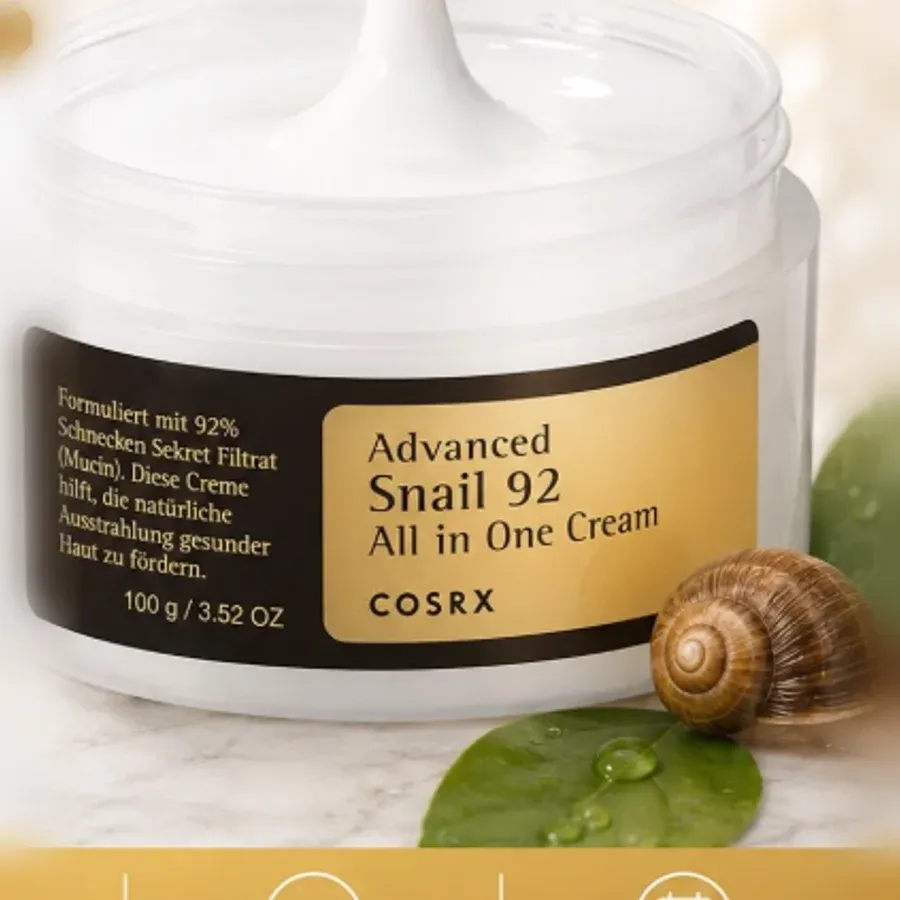 Formuliert mit 92%
Schnecken Sekret Filtrat
(Mucin). Diese Creme
hilft, die natürliche
Ausstrahlung gesunder
Haut zu fördern.
100 g / 3.52 OZ
Advanced
Snail 92
All in One Cream
COSRX